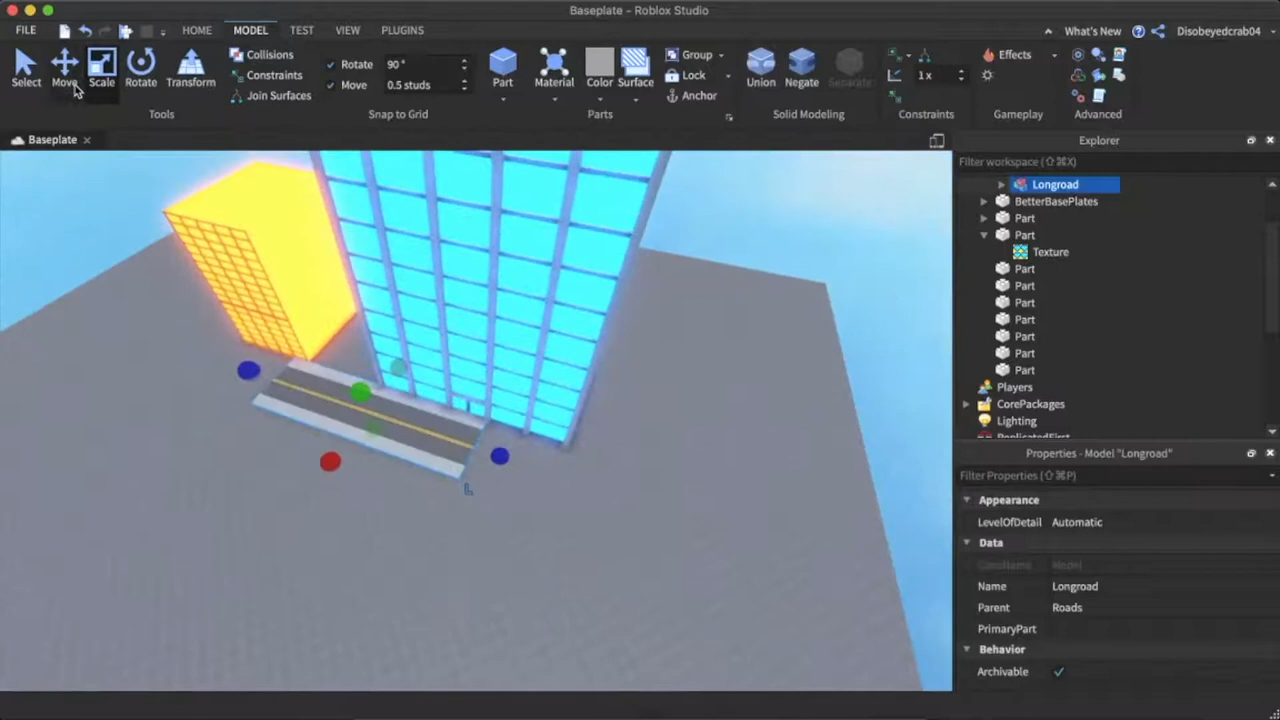 Baseplate - Roblox Studio
FILE HOME MODEL TEST VIEW PLUGINS What's New Disobeyedcrab04
Select Move Scale Rotate Transform
Collisions
Constraints
Join Surfaces
Rotate 90°
Move 0.5 studs
Part Material Color Surface
Group
Lock
Anchor
Union Negate Separate
1 x
Effects
Tools Snap to Grid Parts Solid Modeling Constraints Gameplay Advanced
Baseplate
Explorer
Filter workspace (⇧⌘X)
Longroad
BetterBasePlates
Part
Part
Texture
Part
Part
Part
Part
Part
Part
Part
Players
CorePackages
Lighting
ReplicatedFirst
Properties - Model "Longroad"
Filter Properties (⇧⌘P)
Appearance
LevelOfDetail Automatic
Data
ClassName Model
Name Longroad
Parent Roads
PrimaryPart
Behavior
Archivable
L